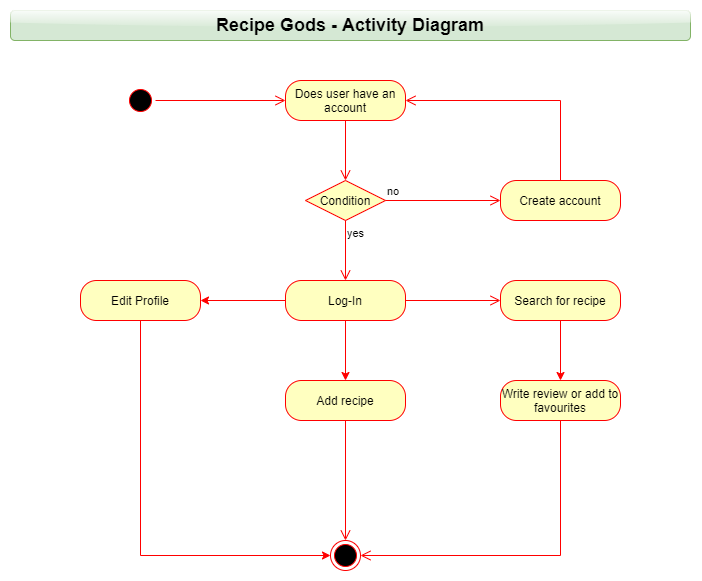 Recipe Gods - Activity Diagram
Does user have an
account
Condition
no
Create account
yes
Edit Profile
Log-In
Search for recipe
Add recipe
Write review or add to
favourites